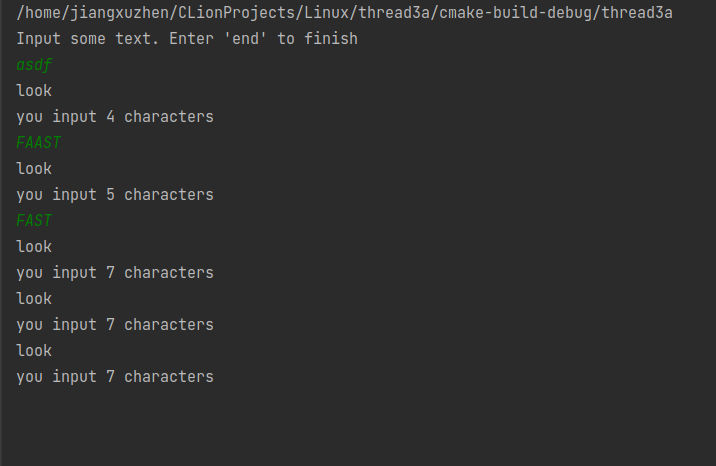 /home/jiangxuzhen/CLionProjects/Linux/thread3a/cmake-build-debug/thread3a
Input some text. Enter 'end' to finish
asdf
look
you input 4 characters
FAAST
look
you input 5 characters
FAST
look
you input 7 characters
look
you input 7 characters
look
you input 7 characters